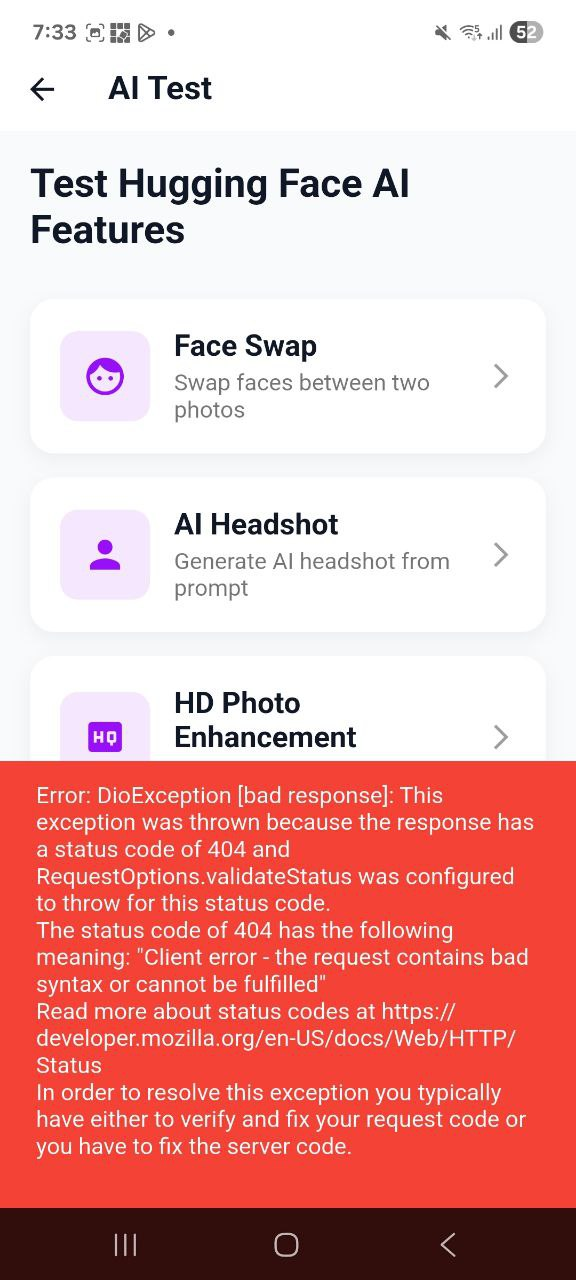 7:33
52
AI Test
Test Hugging Face AI
Features
Face Swap
Swap faces between two
photos
AI Headshot
Generate AI headshot from
prompt
HQ
HD Photo
Enhancement
Error: DioException [bad response]: This
exception was thrown because the response has
a status code of 404 and
RequestOptions.validateStatus was configured
to throw for this status code.
The status code of 404 has the following
meaning: "Client error - the request contains bad
syntax or cannot be fulfilled"
Read more about status codes at https://
developer.mozilla.org/en-US/docs/Web/HTTP/
Status
In order to resolve this exception you typically
have either to verify and fix your request code or
you have to fix the server code.